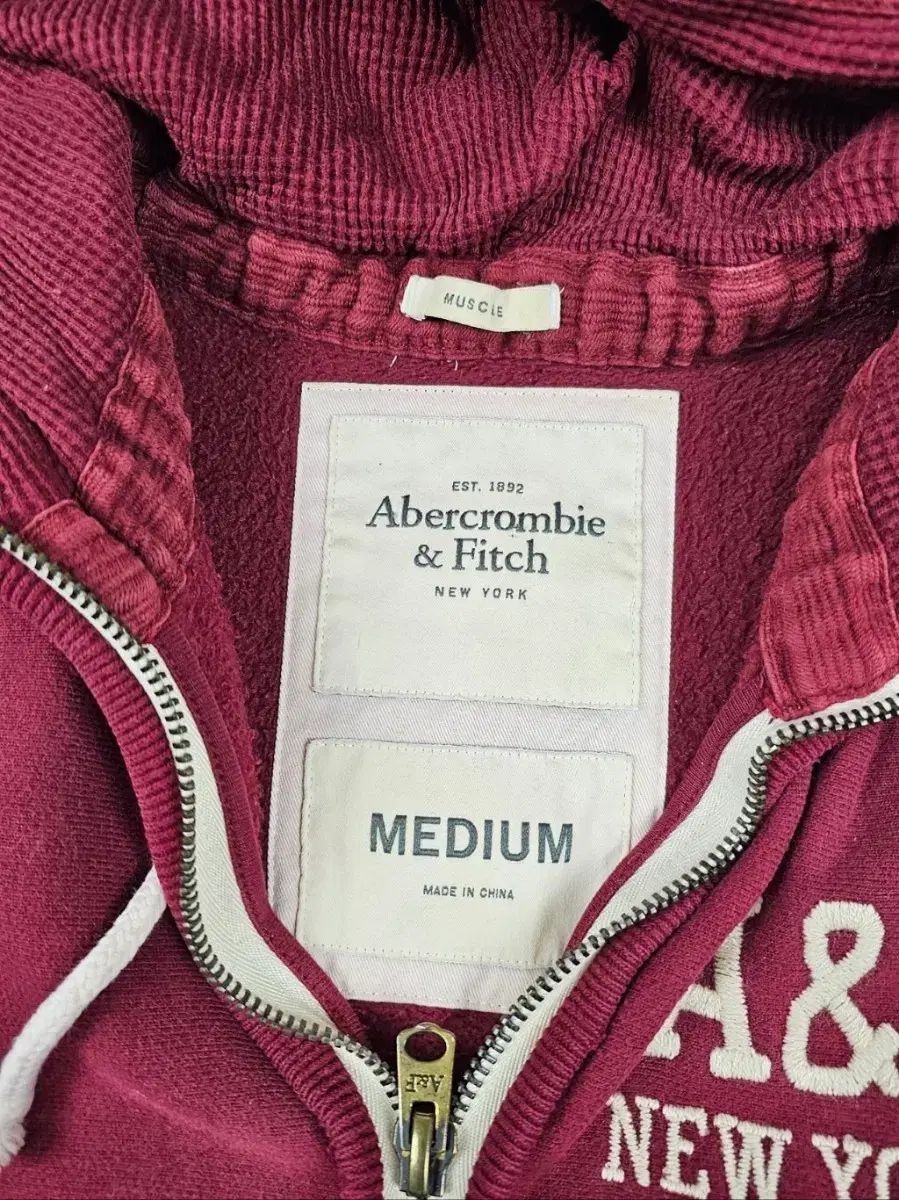 MUSCLE
EST. 1892
Abercrombie
& Fitch
NEW YORK
MEDIUM
MADE IN CHINA
A&F
A&
NEW YO